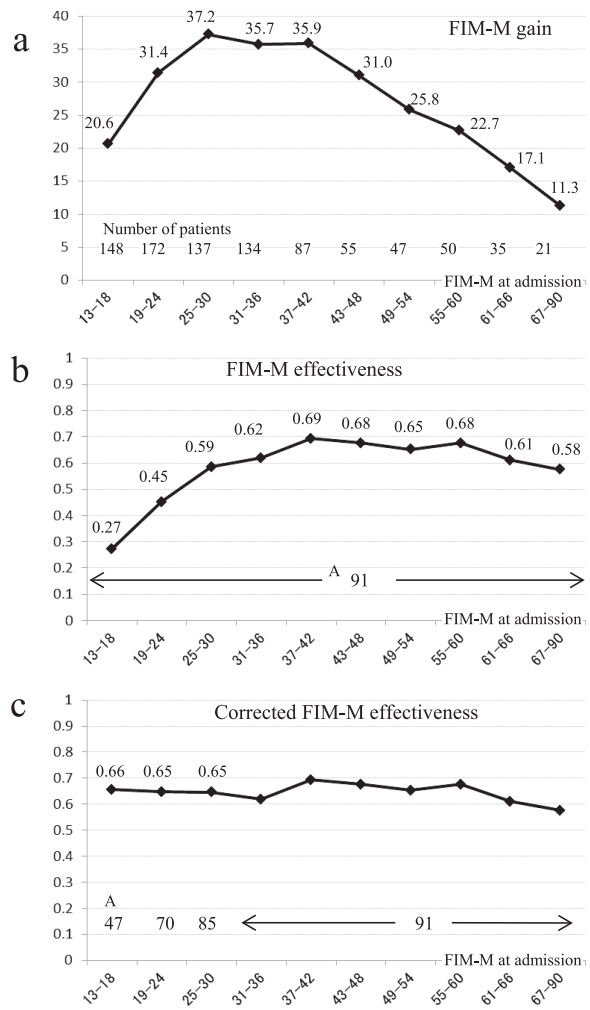 a
FIM-M gain
40
35
30
25
20
15
10
5
0
20.6
31.4
37.2
35.7
35.9
31.0
25.8
22.7
17.1
11.3
Number of patients
148 172 137 134 87 55 47 50 35 21
FIM-M at admission
13–18 19–24 25–30 31–36 37–42 43–48 49–54 55–60 61–66 67–90
b
FIM-M effectiveness
1
0.9
0.8
0.7
0.6
0.5
0.4
0.3
0.2
0.1
0
0.27
0.45
0.59
0.62
0.69
0.68
0.65
0.68
0.61
0.58
A 91
FIM-M at admission
13–18 19–24 25–30 31–36 37–42 43–48 49–54 55–60 61–66 67–90
c
Corrected FIM-M effectiveness
1
0.9
0.8
0.7
0.6
0.5
0.4
0.3
0.2
0.1
0
0.66 0.65 0.65
A
47 70 85 91
FIM-M at admission
13–18 19–24 25–30 31–36 37–42 43–48 49–54 55–60 61–66 67–90